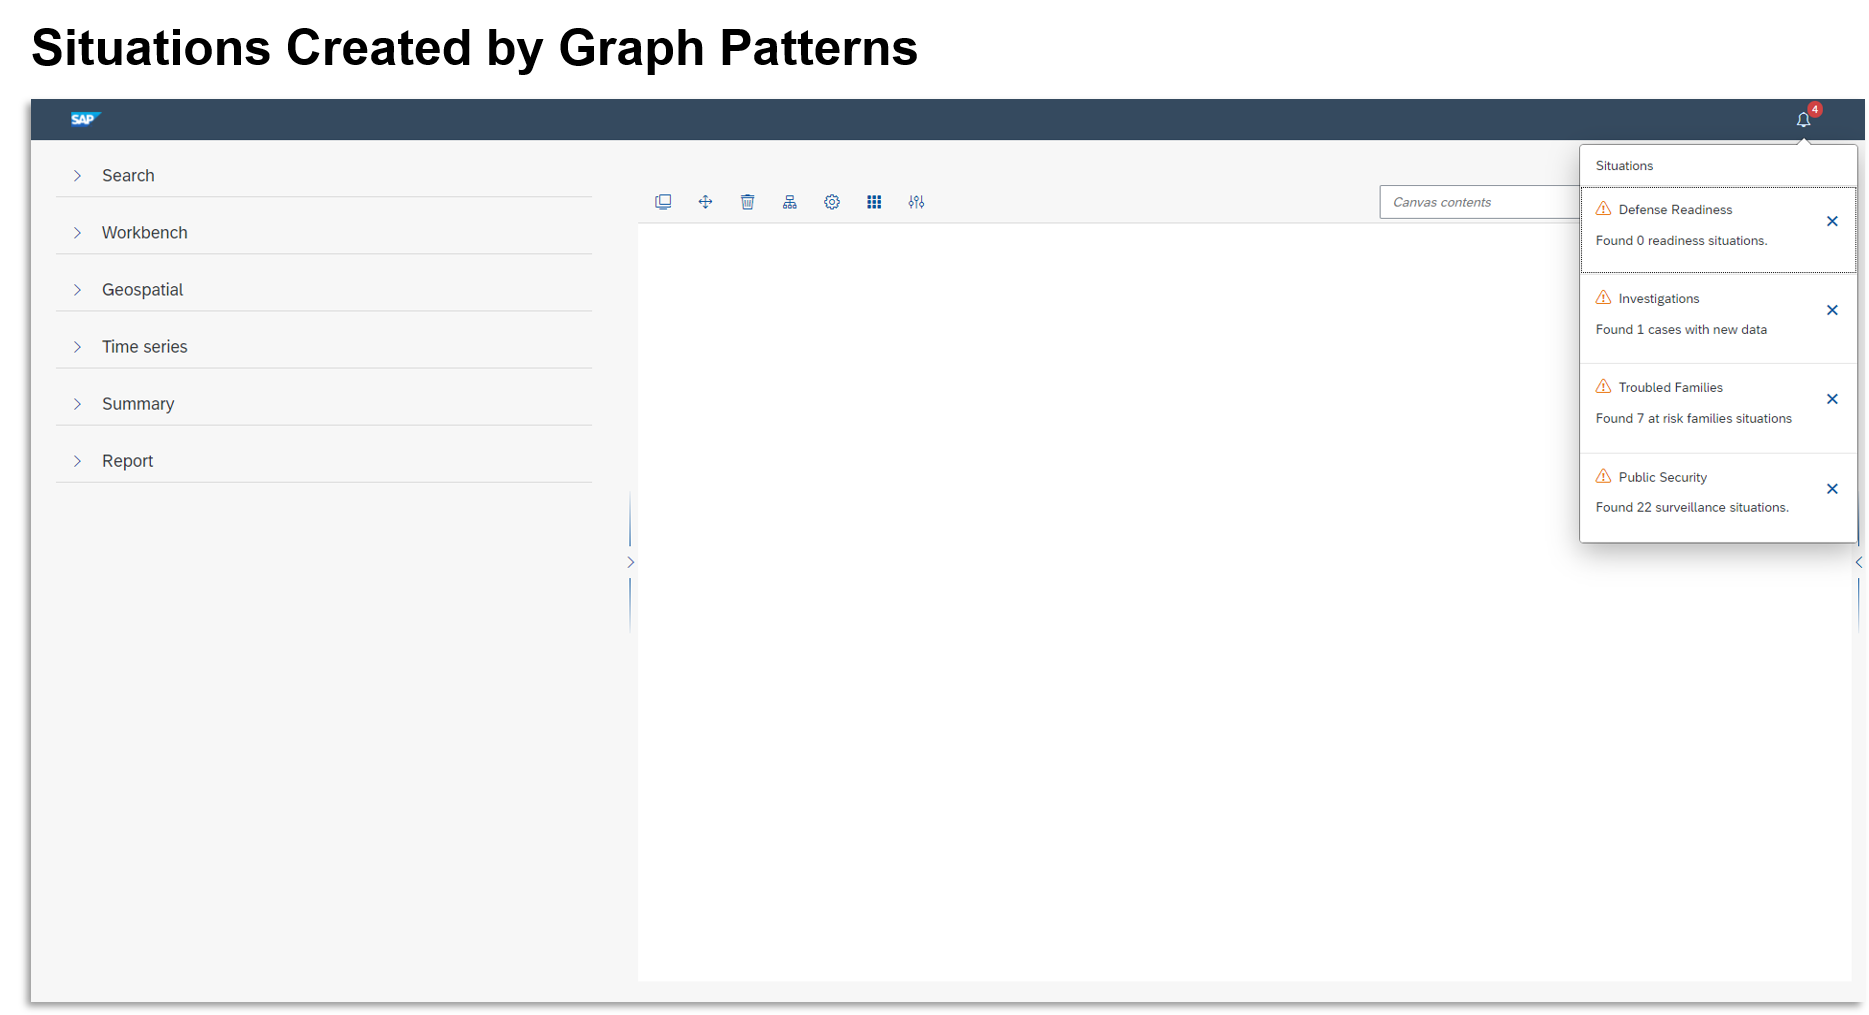 Situations Created by Graph Patterns
SAP
4
Search
Workbench
Geospatial
Time series
Summary
Report
Canvas contents
Situations
Defense Readiness
Found 0 readiness situations.
Investigations
Found 1 cases with new data
Troubled Families
Found 7 at risk families situations
Public Security
Found 22 surveillance situations.